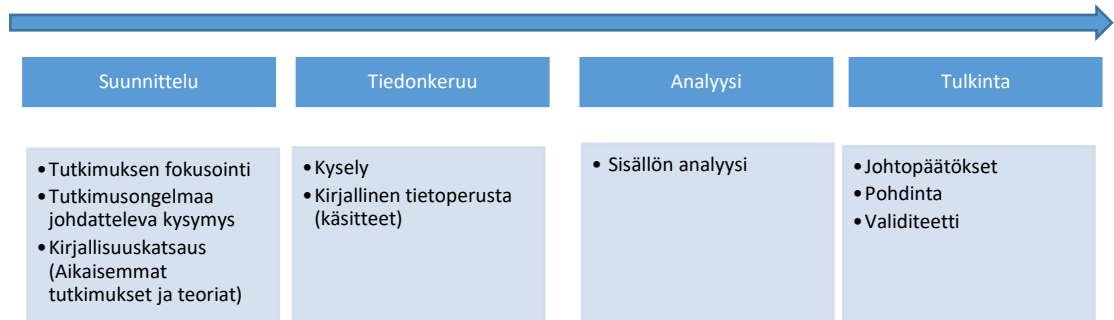 Suunnittelu
Tiedonkeruu
Analyysi
Tulkinta
•Tutkimuksen fokusointi
•Tutkimusongelmaa
johdatteleva kysymys
•Kirjallisuuskatsaus
(Aikaisemmat
tutkimukset ja teoriat)
•Kysely
•Kirjallinen tietoperusta
(käsitteet)
• Sisällön analyysi
•Johtopäätökset
•Pohdinta
•Validiteetti